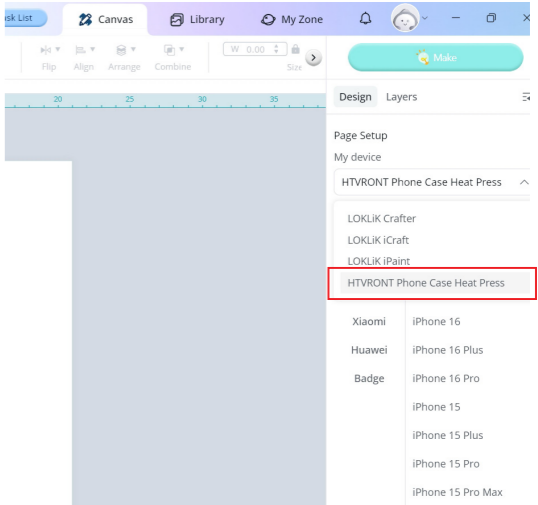 ask List
Canvas
Library
My Zone
Flip
Align
Arrange
Combine
W 0.00
Size
Make
20
25
30
35
Design
Layers
Page Setup
My device
HTVRONT Phone Case Heat Press
LOKLiK Crafter
LOKLiK iCraft
LOKLiK iPaint
HTVRONT Phone Case Heat Press
Xiaomi
iPhone 16
Huawei
iPhone 16 Plus
Badge
iPhone 16 Pro
iPhone 15
iPhone 15 Plus
iPhone 15 Pro
iPhone 15 Pro Max